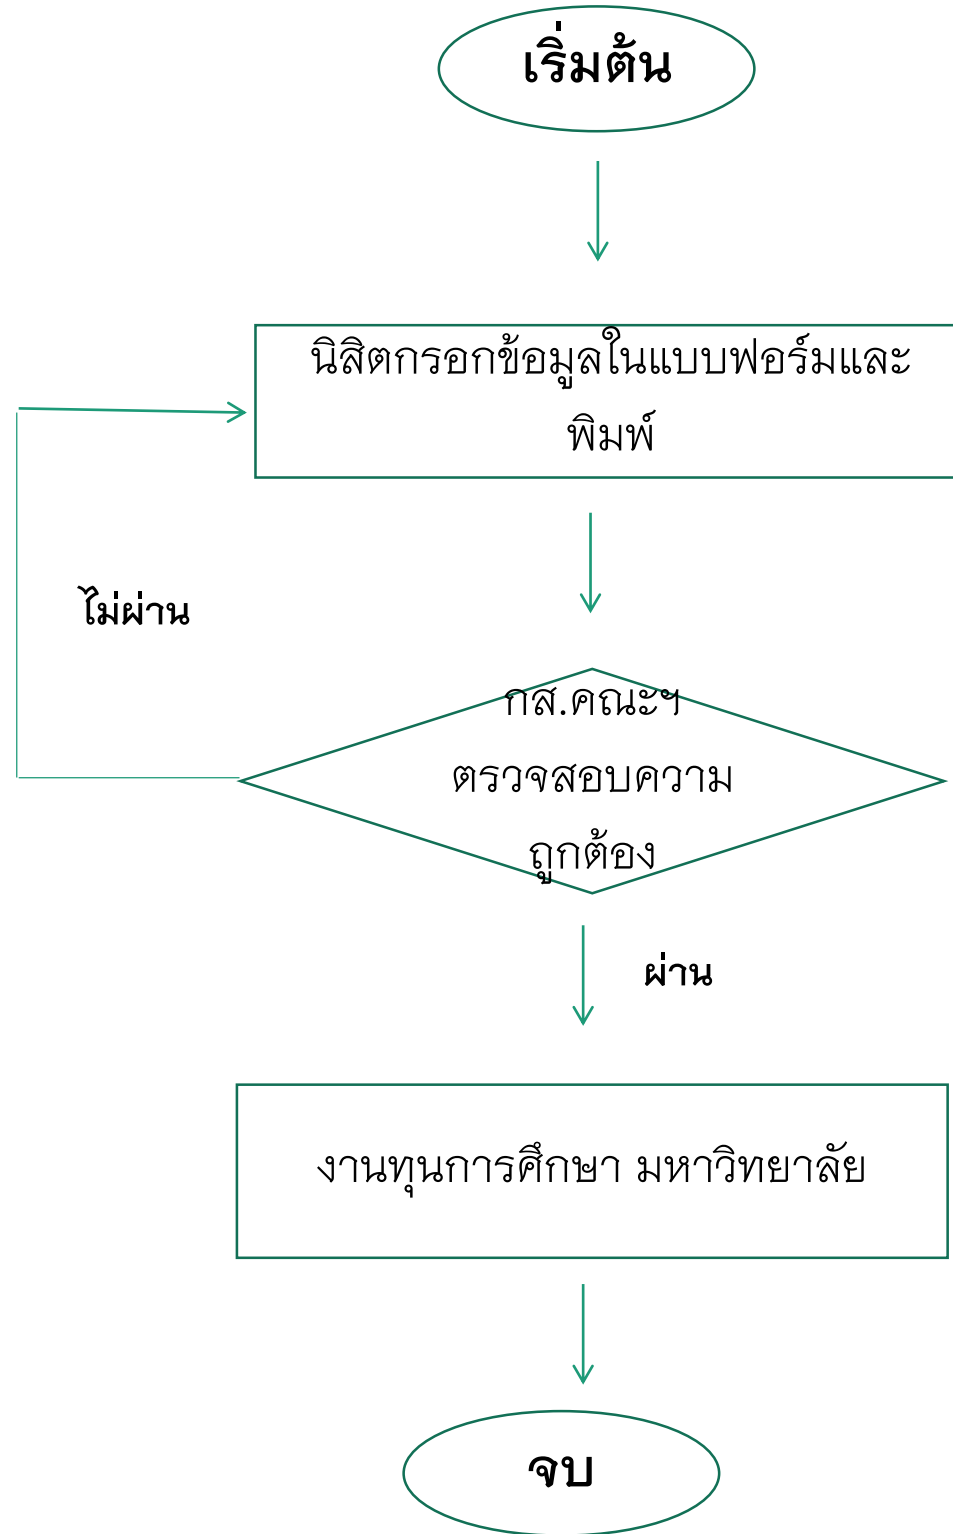 เริ่มต้น
นิสิตกรอกข้อมูลในแบบฟอร์มและ
พิมพ์
ไม่ผ่าน
กส.คณะฯ
ตรวจสอบความ
ถูกต้อง
ผ่าน
งานทุนการศึกษา มหาวิทยาลัย
จบ